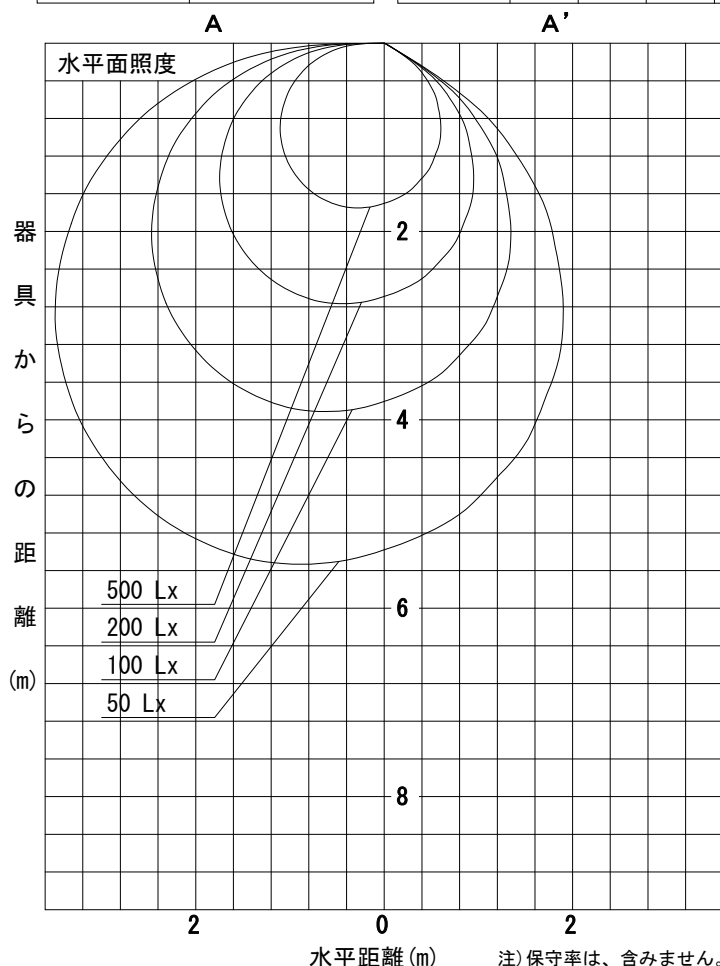 A A'
水平面照度
器具からの距離(m)
2
4
6
8
500 Lx
200 Lx
100 Lx
50 Lx
2 0 2
水平距離(m)
注)保守率は、含みません。